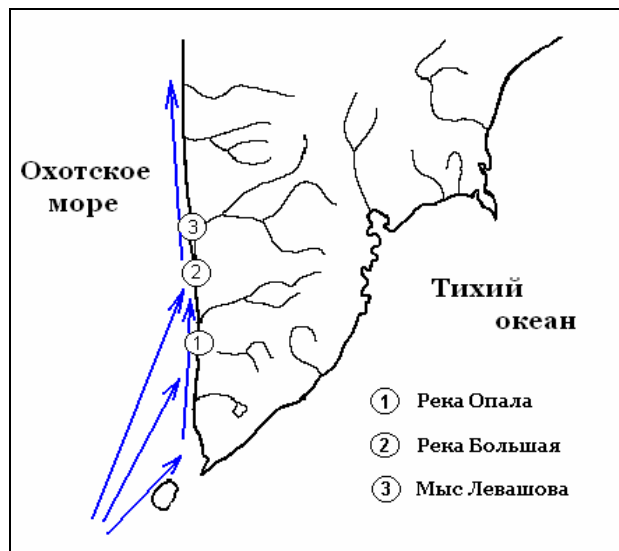 Охотское
море
3
2
1
Тихий
океан
1 Река Опала
2 Река Большая
3 Мыс Левашова